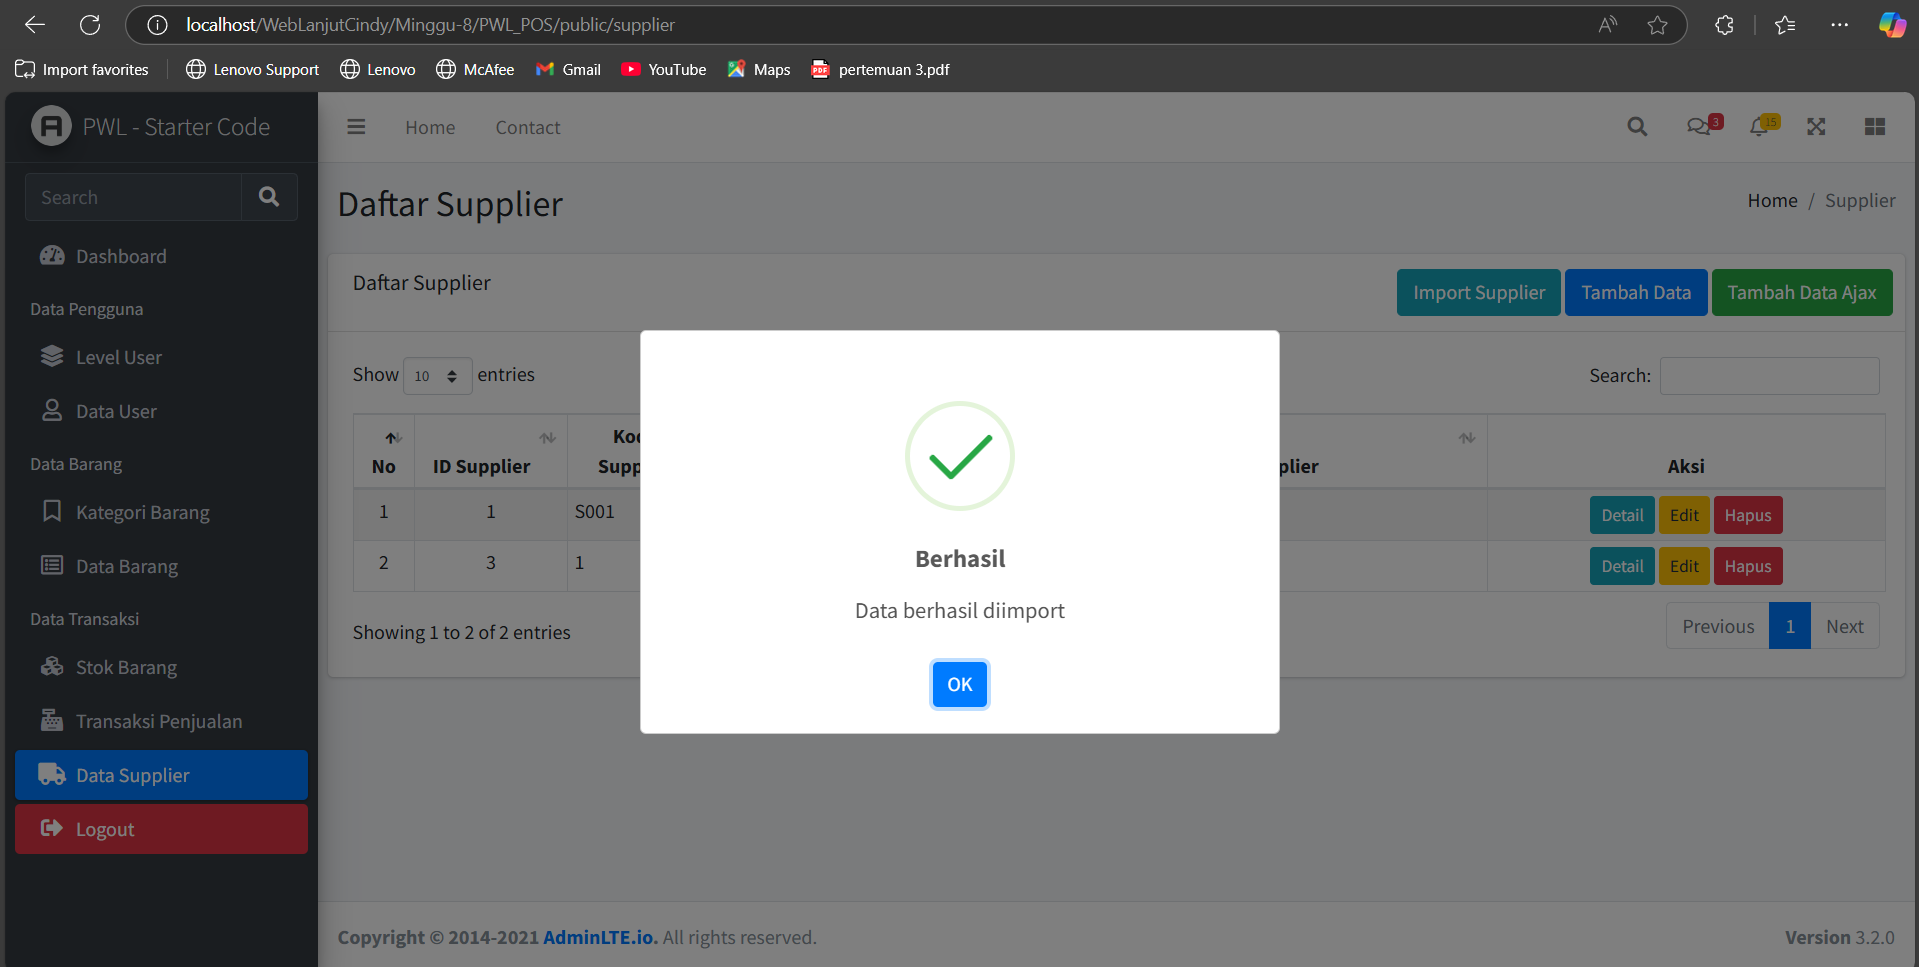 localhost/WebLanjutCindy/Minggu-8/PWL_POS/public/supplier
Import favorites
Lenovo Support
Lenovo
McAfee
Gmail
YouTube
Maps
pertemuan 3.pdf
PWL - Starter Code
Home
Contact
3
15
Search
Daftar Supplier
Home / Supplier
Dashboard
Data Pengguna
Level User
Data User
Data Barang
Kategori Barang
Data Barang
Data Transaksi
Stok Barang
Transaksi Penjualan
Data Supplier
Logout
Daftar Supplier
Import Supplier
Tambah Data
Tambah Data Ajax
Show 10 entries
Search:
No
ID Supplier
Aksi
1 1 S001 Detail Edit Hapus
2 3 1 Detail Edit Hapus
Showing 1 to 2 of 2 entries
Previous 1 Next
Berhasil
Data berhasil diimport
OK
Copyright © 2014-2021 AdminLTE.io. All rights reserved.
Version 3.2.0